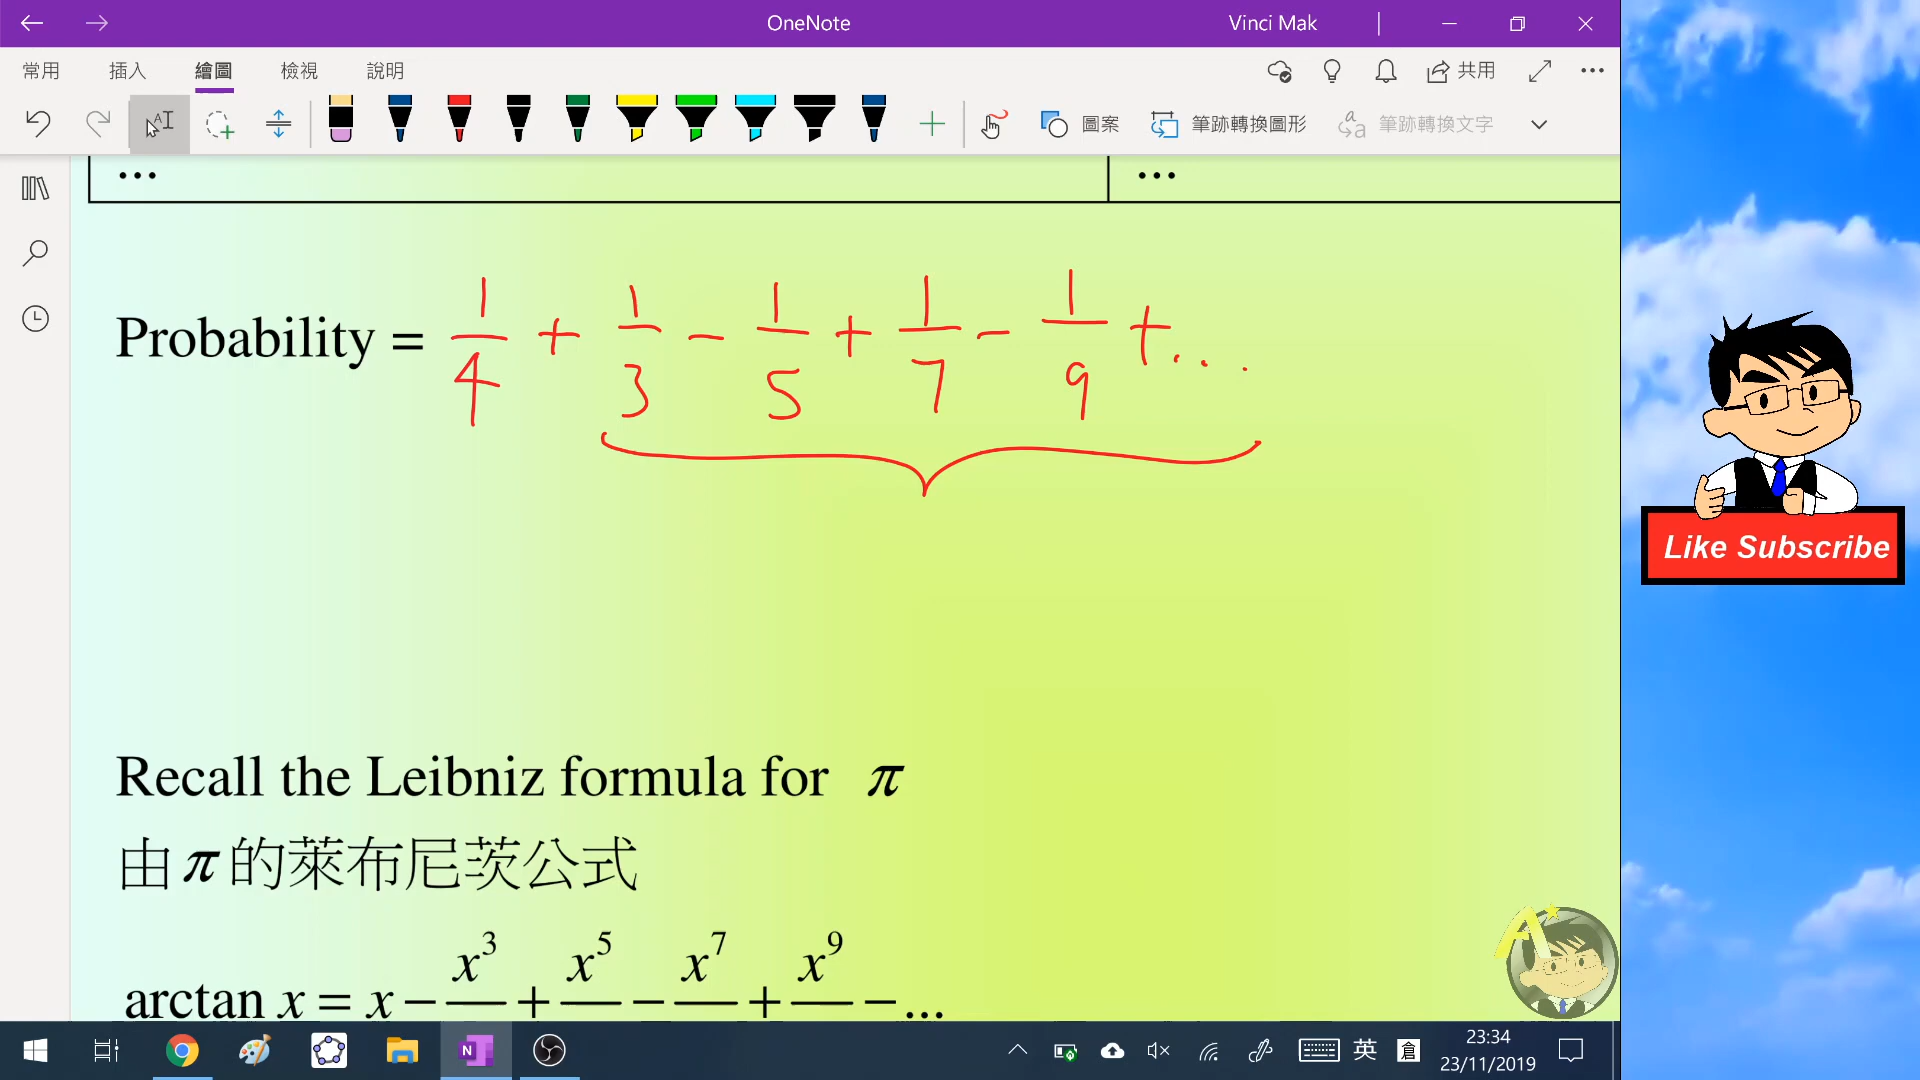 OneNote
Vinci Mak
常用 插入 繪圖 檢視 說明 共用
圖案 筆跡轉換圖形 筆跡轉換文字
... ...
Probability = 1/4 + 1/3 − 1/5 + 1/7 − 1/9 + ...
Recall the Leibniz formula for π
由π的萊布尼茨公式
arctan x = x − x³ + x⁵ − x⁷ + x⁹ − ...
Like Subscribe
A
英 倉 23:34
23/11/2019